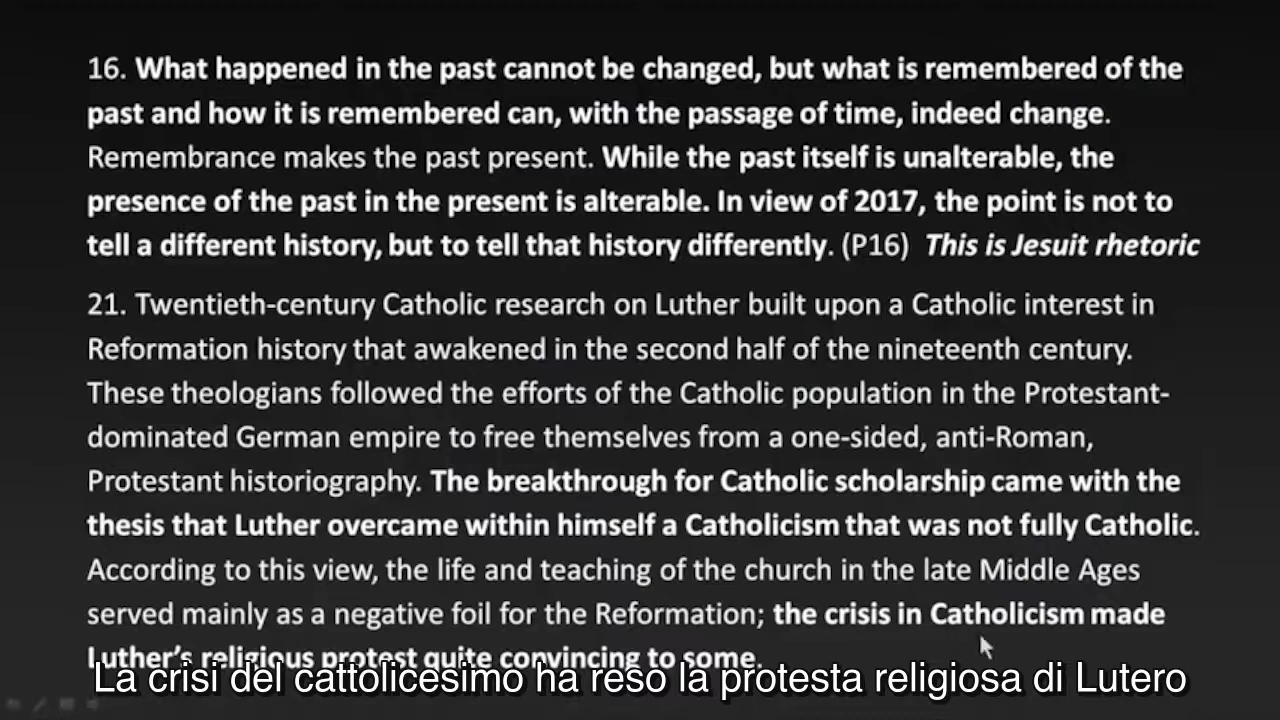 16. What happened in the past cannot be changed, but what is remembered of the
past and how it is remembered can, with the passage of time, indeed change.
Remembrance makes the past present. While the past itself is unalterable, the
presence of the past in the present is alterable. In view of 2017, the point is not to
tell a different history, but to tell that history differently. (P16) This is Jesuit rhetoric
21. Twentieth-century Catholic research on Luther built upon a Catholic interest in
Reformation history that awakened in the second half of the nineteenth century.
These theologians followed the efforts of the Catholic population in the Protestant-
dominated German empire to free themselves from a one-sided, anti-Roman,
Protestant historiography. The breakthrough for Catholic scholarship came with the
thesis that Luther overcame within himself a Catholicism that was not fully Catholic.
According to this view, the life and teaching of the church in the late Middle Ages
served mainly as a negative foil for the Reformation; the crisis in Catholicism made
Luther's religious protest quite convincing to some.
La crisi del cattolicesimo ha reso la protesta religiosa di Lutero